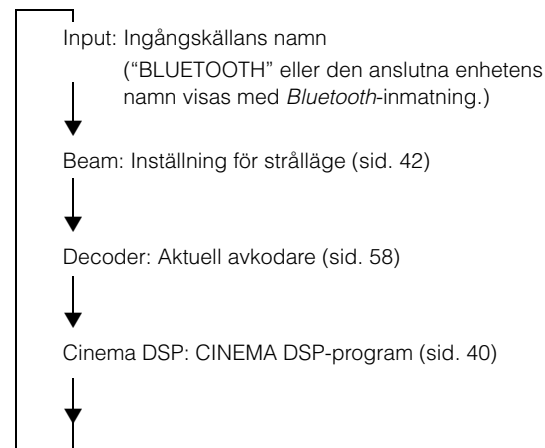 Input: Ingångskällans namn
(“BLUETOOTH” eller den anslutna enhetens
namn visas med Bluetooth-inmatning.)
Beam: Inställning för strålläge (sid. 42)
Decoder: Aktuell avkodare (sid. 58)
Cinema DSP: CINEMA DSP-program (sid. 40)